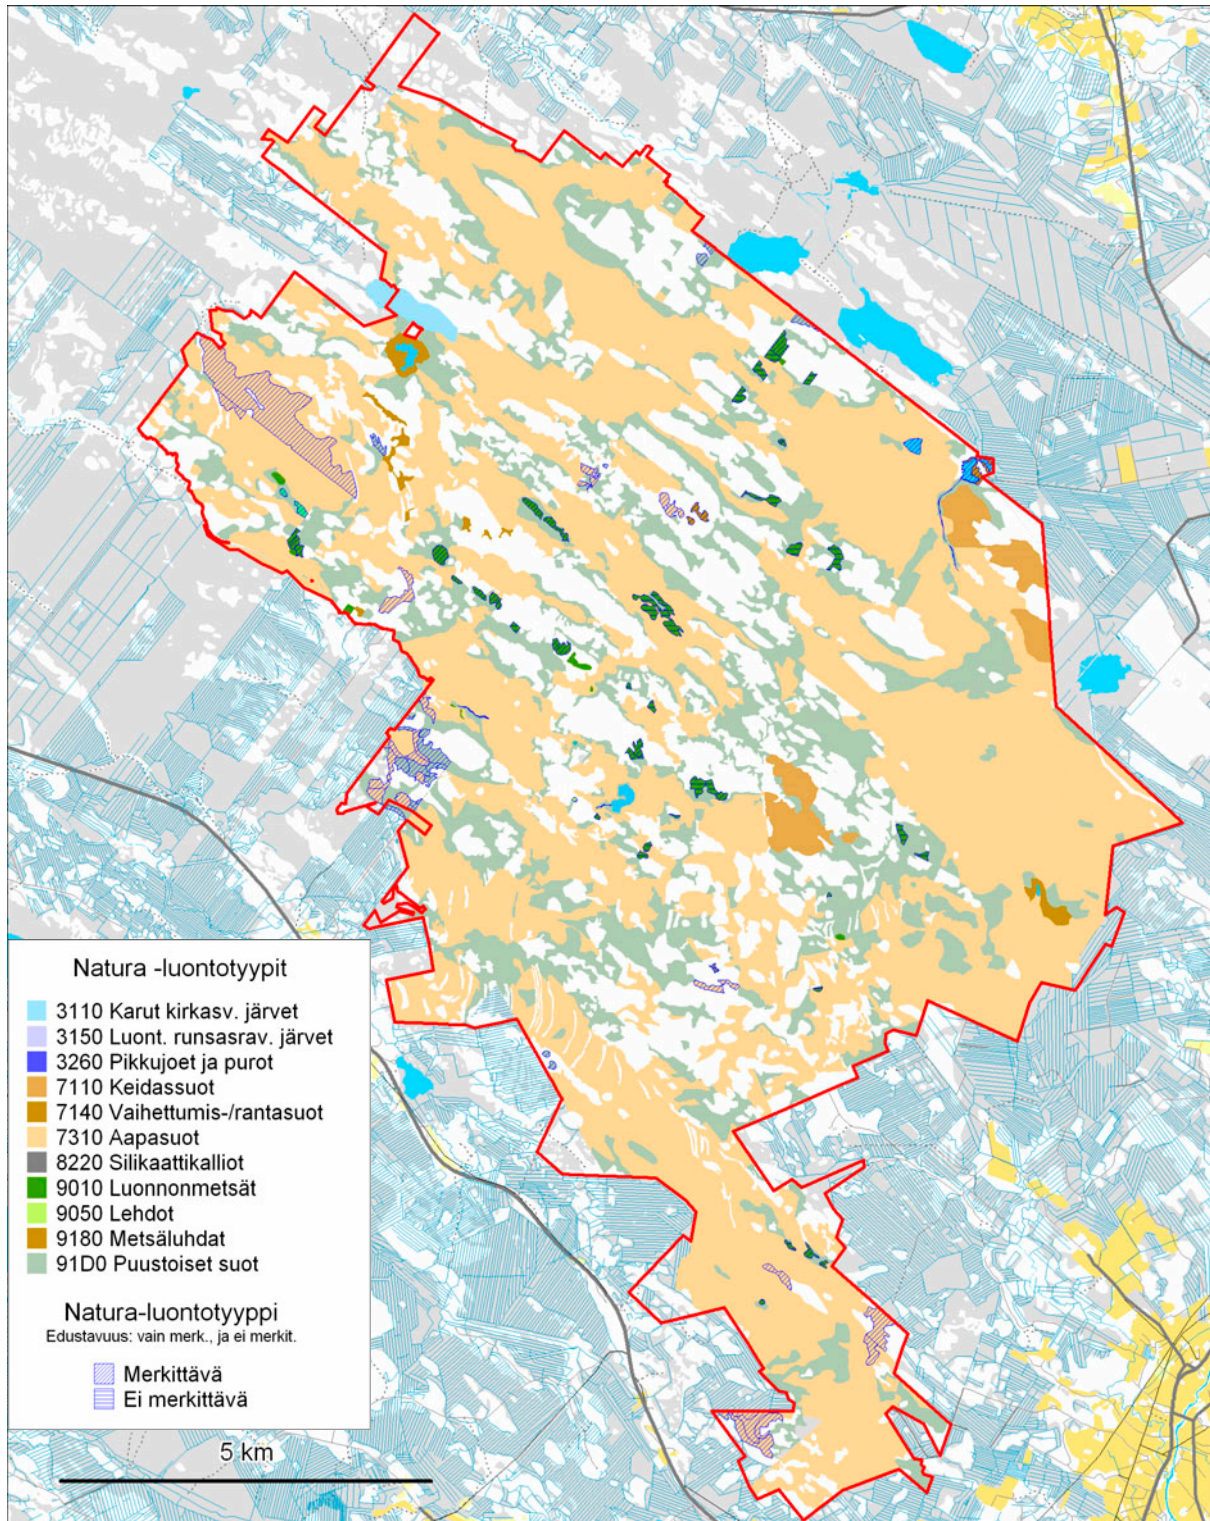 Natura -luontotyypit
3110 Karut kirkasv. järvet
3150 Luont. runsasrav. järvet
3260 Pikkujoet ja purot
7110 Keidassuot
7140 Vaihettumis-/rantasuot
7310 Aapasuot
8220 Silikaattikalliot
9010 Luonnonmetsät
9050 Lehdot
9180 Metsäluhdat
91D0 Puustoiset suot
Natura-luontotyyppi
Edustavuus: vain merk., ja ei merkit.
Merkittävä
Ei merkittävä
5 km